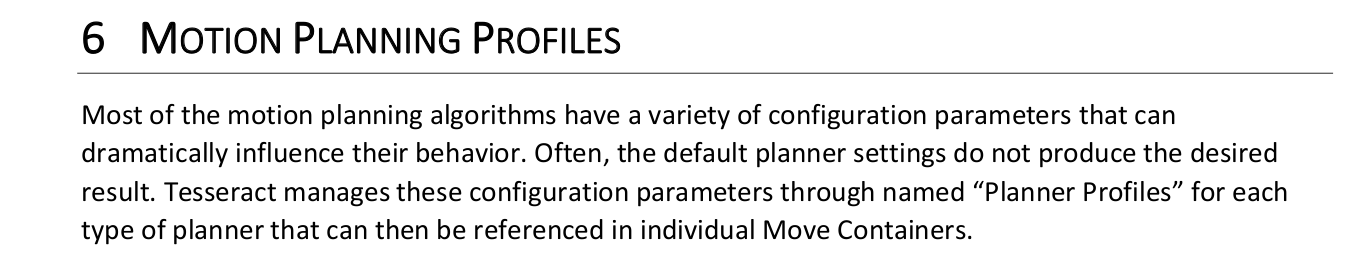 6 Motion Planning Profiles
Most of the motion planning algorithms have a variety of configuration parameters that can
dramatically influence their behavior. Often, the default planner settings do not produce the desired
result. Tesseract manages these configuration parameters through named “Planner Profiles” for each
type of planner that can then be referenced in individual Move Containers.